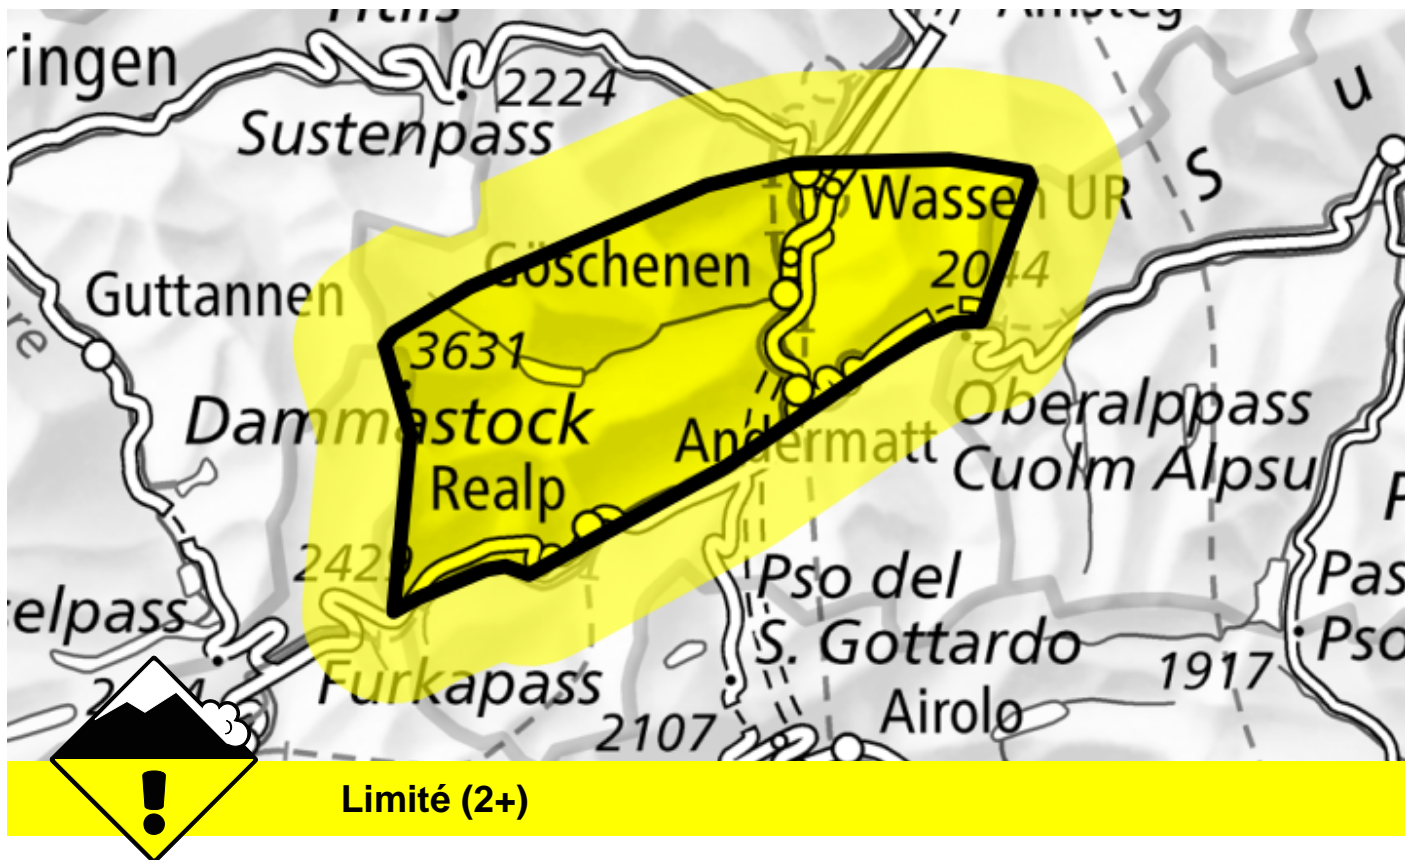 ringen
2224
Sustenpass
u
S
Wassen UR
Göschenen
2044
Guttannen
3631
Dammastock
Oberalppass
Andermatt
Cuolm Alpsu
Realp
2429
Pso del
Pas
selpass
S. Gottardo
Pso
1917
Furkapass
Airolo
2107
Limité (2+)